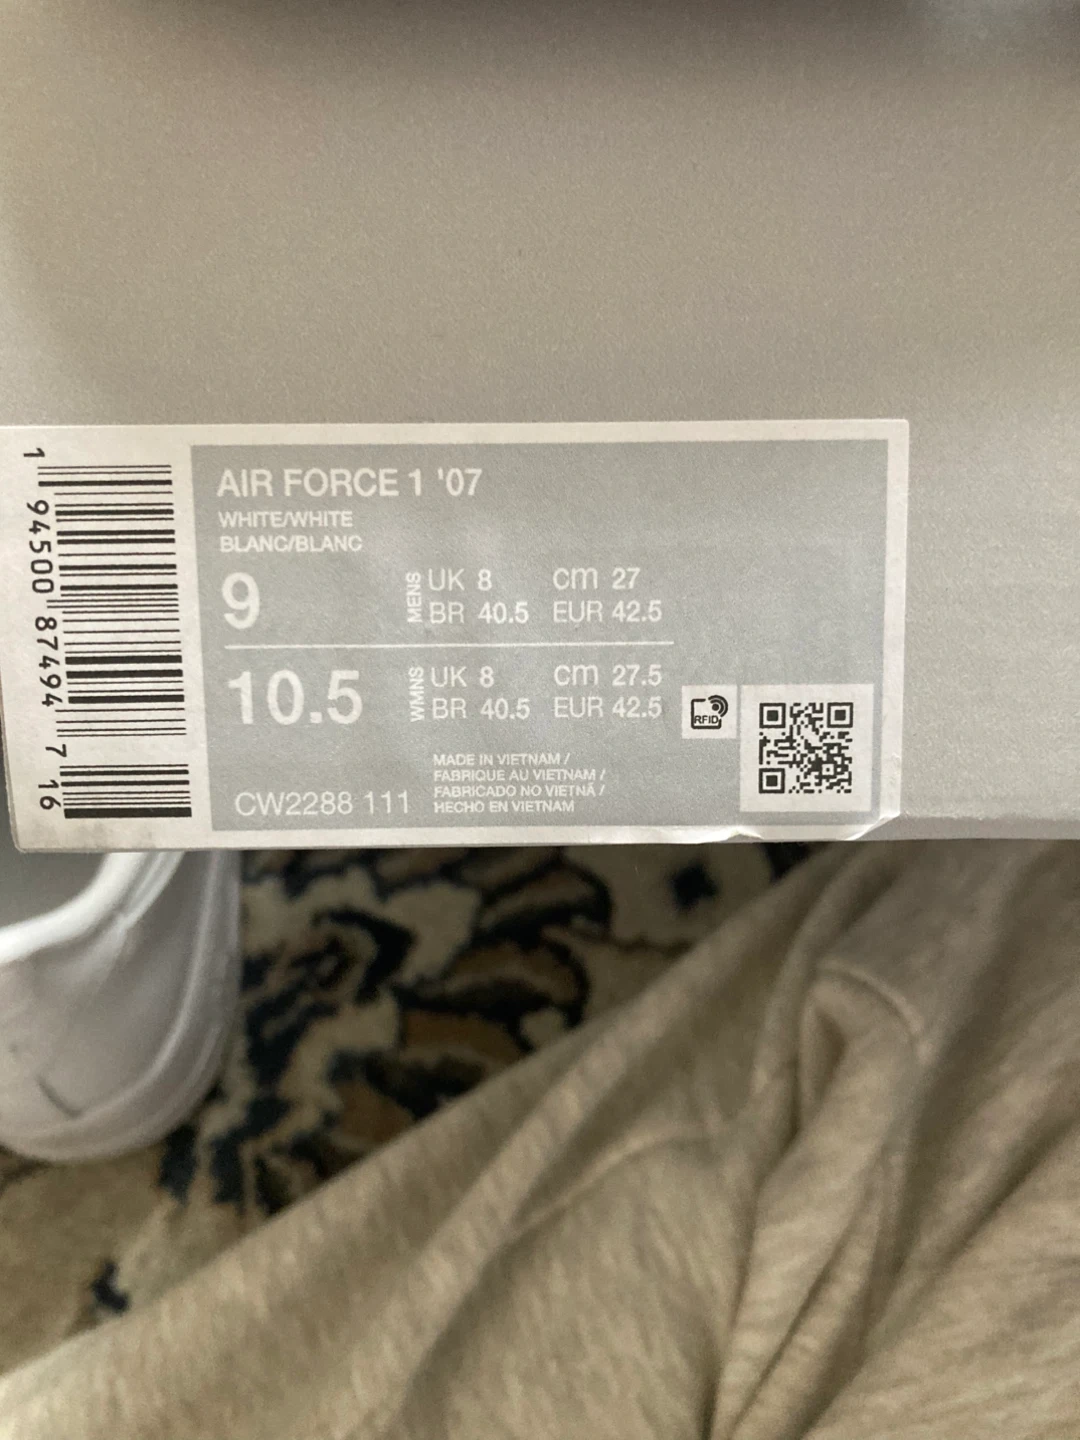 AIR FORCE 1 '07
WHITE/WHITE
BLANC/BLANC
9 MENS UK 8 cm 27
BR 40.5 EUR 42.5
10.5 WMNS UK 8 cm 27.5
BR 40.5 EUR 42.5
RFID
MADE IN VIETNAM /
FABRIQUE AU VIETNAM /
FABRICADO NO VIETNÃ /
HECHO EN VIETNAM
CW2288 111
1 94500 87494 7 16